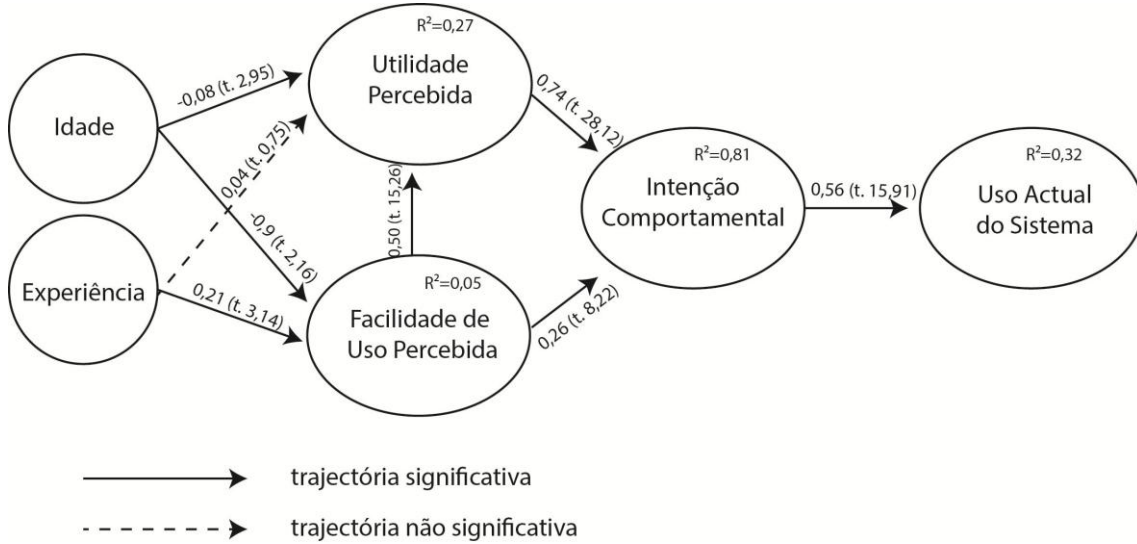 R²=0,27
Utilidade
Percebida
-0,08 (t. 2,95)
0,74 (t. 28,12)
Idade
0,04 (t. 0,75)
R²=0,81
Intenção
Comportamental
R²=0,32
Uso Actual
do Sistema
0,56 (t. 15,91)
0,50 (t. 15,26)
-0,9 (t. 2,16)
Experiência
0,21 (t. 3,14)
R²=0,05
Facilidade de
Uso Percebida
0,26 (t. 8,22)
trajectória significativa
trajectória não significativa